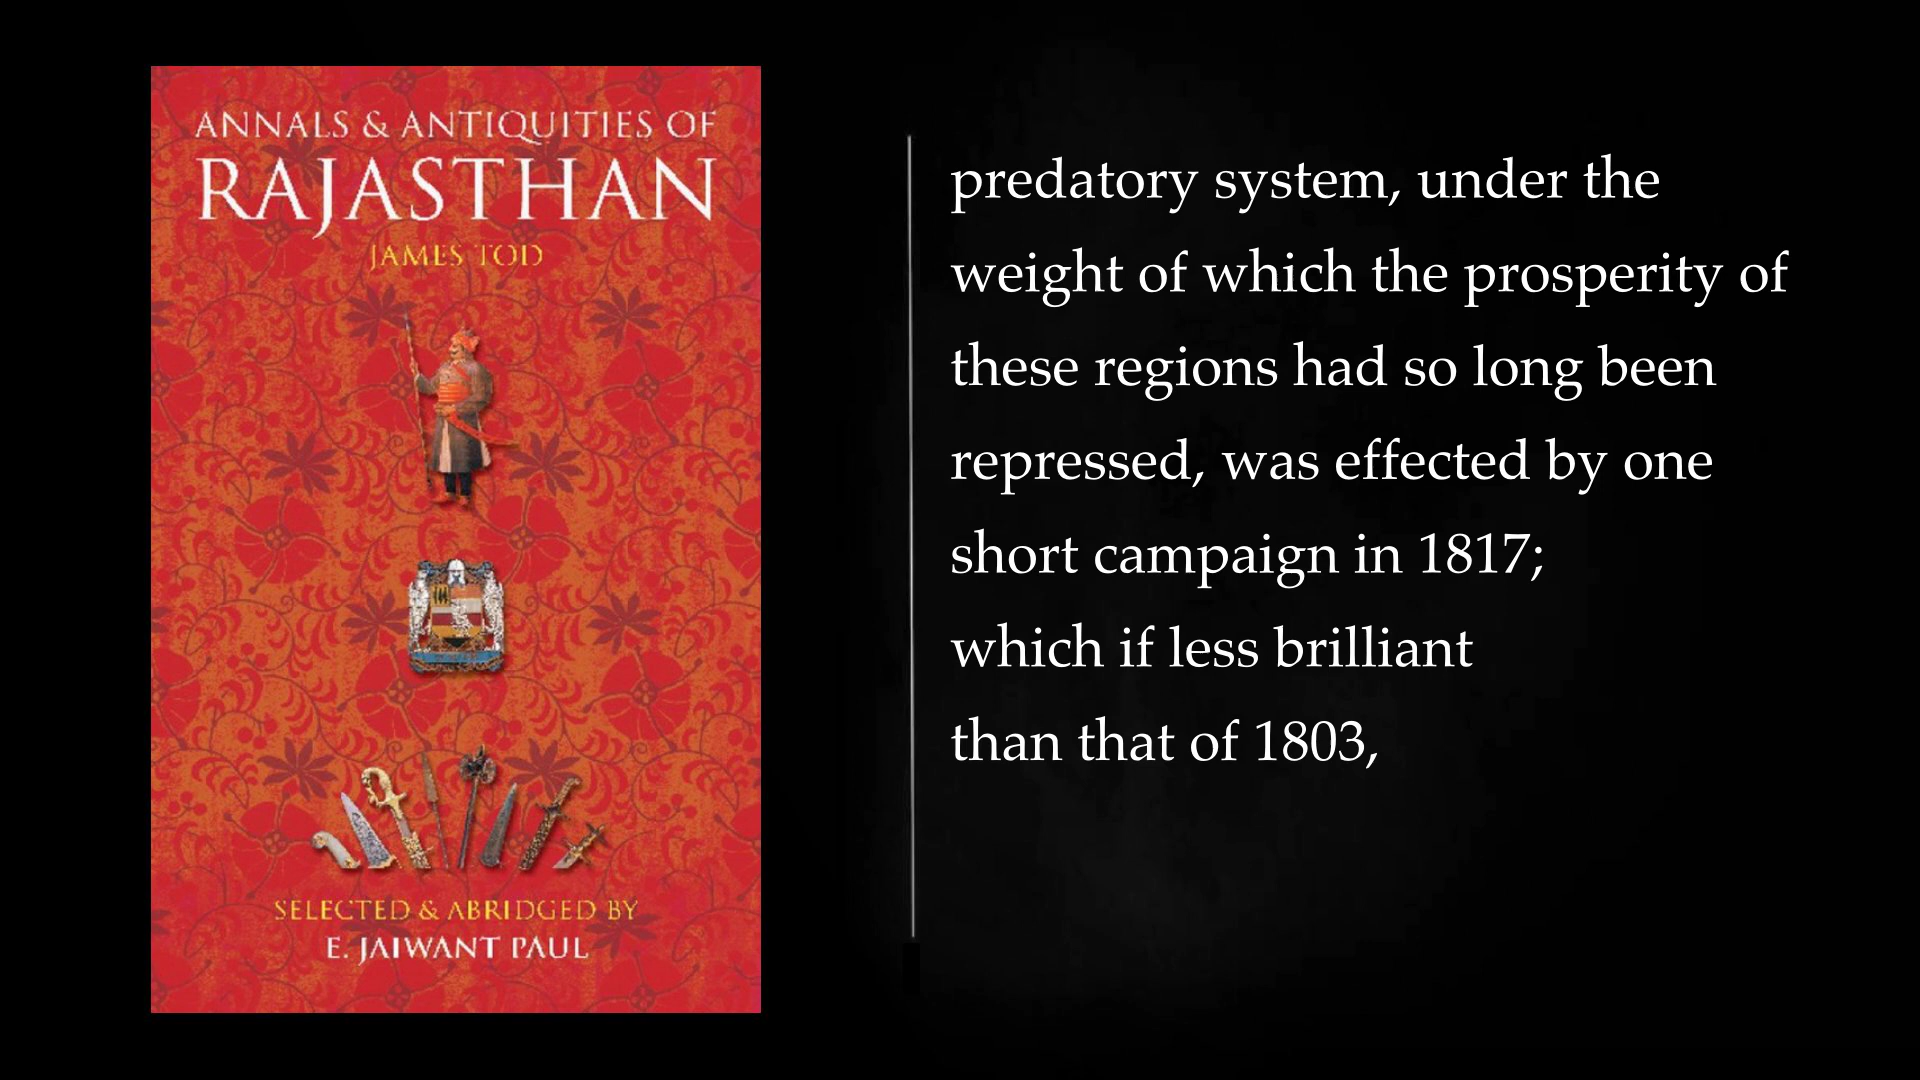 ANNALS & ANTIQUITIES OF
RAJASTHAN
JAMES TOD
SELECTED & ABRIDGED BY
E. JAIWANT PAUL
predatory system, under the
weight of which the prosperity of
these regions had so long been
repressed, was effected by one
short campaign in 1817;
which if less brilliant
than that of 1803,